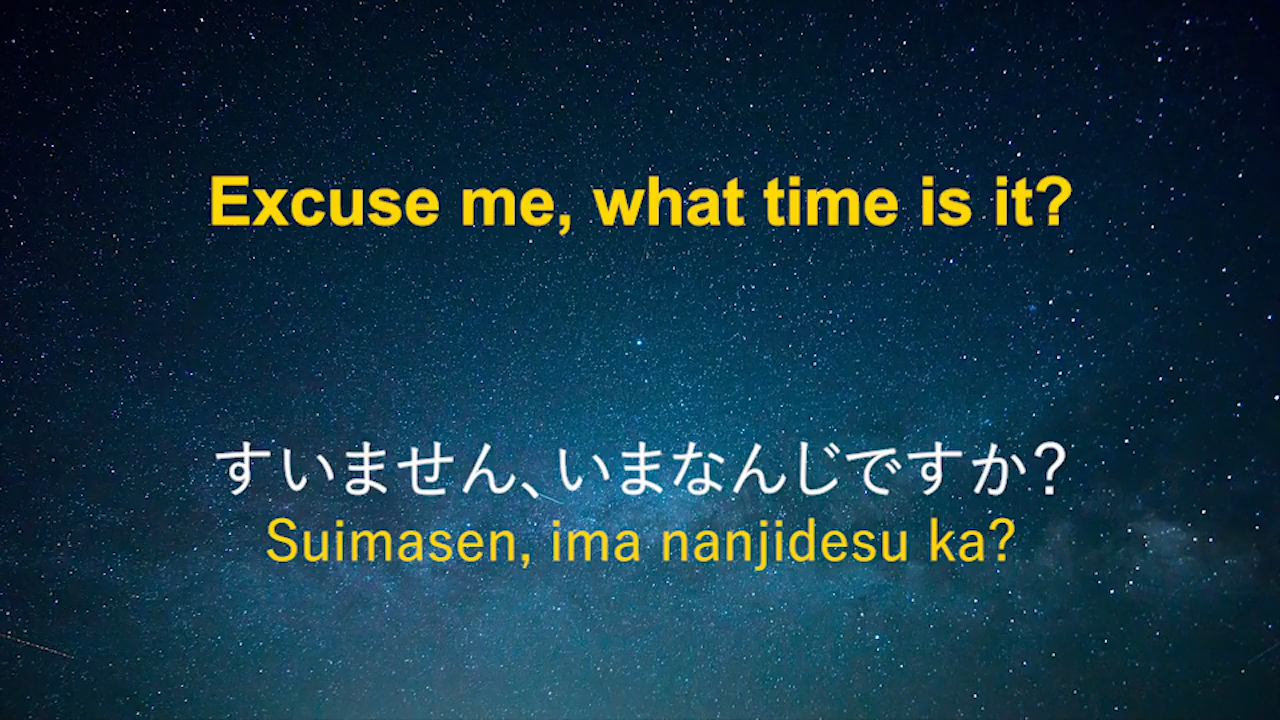 Excuse me, what time is it?
すいません、いまなんじですか?
Suimasen, ima nanjidesu ka?